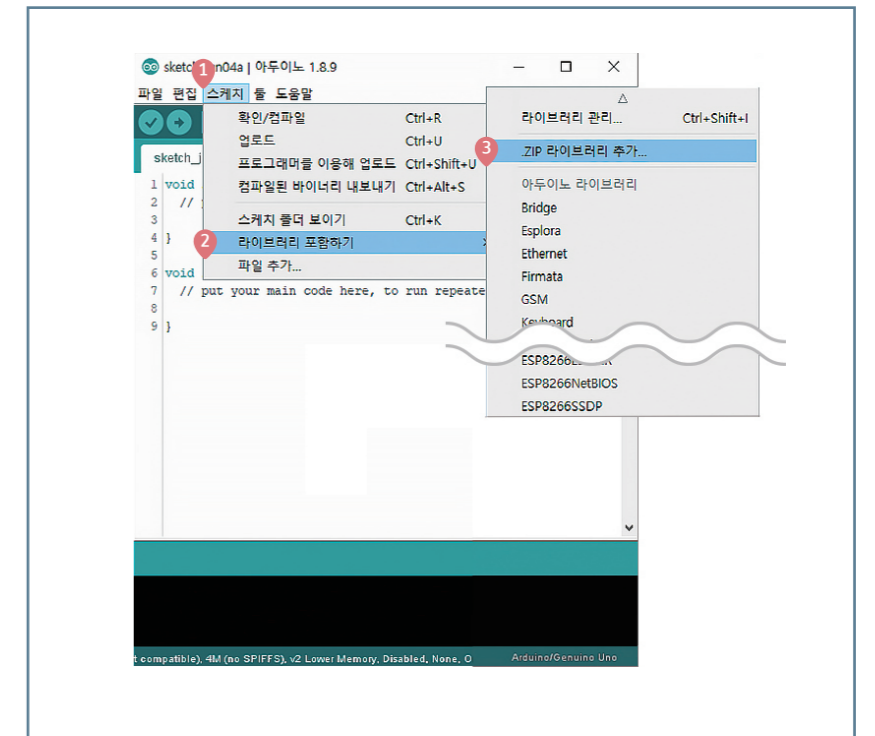 아두이노 1.8.9
1
파일 편집 스케치 툴 도움말
확인/컴파일 Ctrl+R
업로드 Ctrl+U
프로그래머를 이용해 업로드 Ctrl+Shift+U
컴파일된 바이너리 내보내기 Ctrl+Alt+S
스케치 폴더 보이기 Ctrl+K
2
라이브러리 포함하기
파일 추가...
라이브러리 관리... Ctrl+Shift+I
3
.ZIP 라이브러리 추가...
아두이노 라이브러리
Bridge
Esplora
Ethernet
Firmata
GSM
Keyboard
ESP8266NetBIOS
ESP8266SSDP
sketch_j
1 void
2 //
3
4 }
5
6 void
7 // put your main code here, to run repeate
8
9 }
t compatible), 4M (no SPIFFS), v2 Lower Memory, Disabled, None, O
Arduino/Genuino Uno